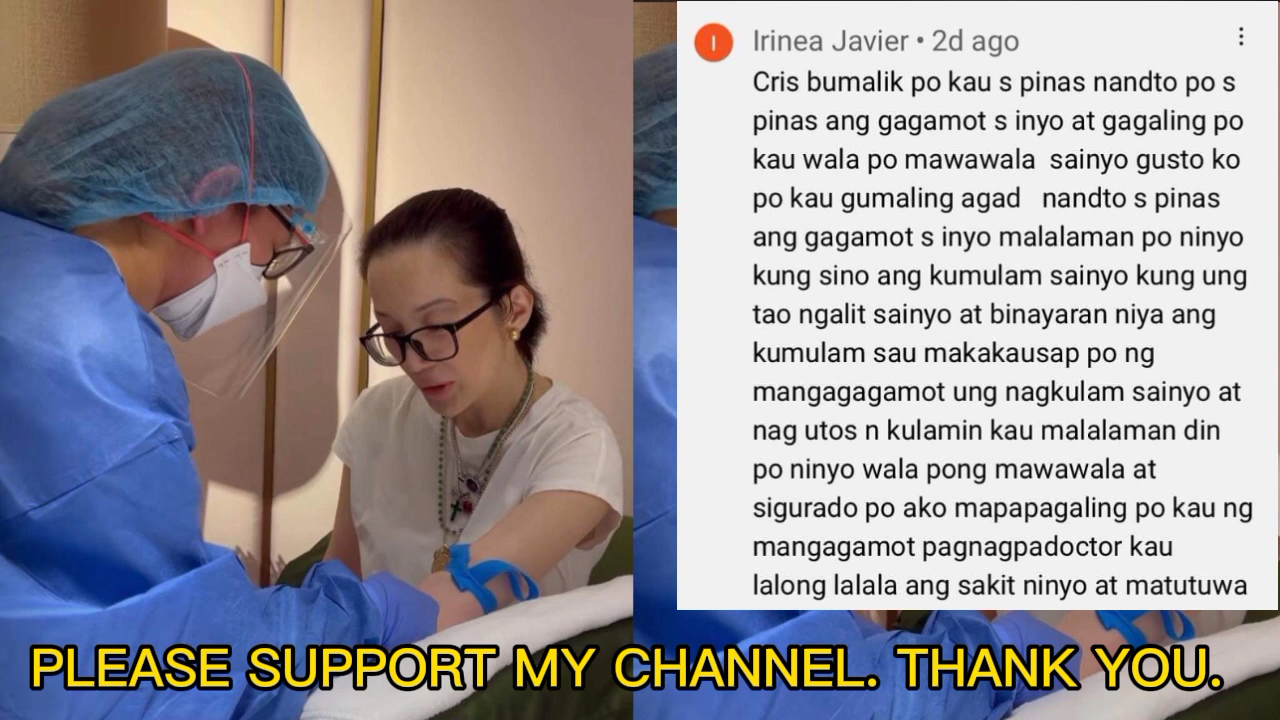 I
Irinea Javier • 2d ago
Cris bumalik po kau s pinas nandto po s
pinas ang gagamot s inyo at gagaling po
kau wala po mawawala sainyo gusto ko
po kau gumaling agad nandto s pinas
ang gagamot s inyo malalaman po ninyo
kung sino ang kumulam sainyo kung ung
tao ngalit sainyo at binayaran niya ang
kumulam sau makakausap po ng
mangagagamot ung nagkulam sainyo at
nag utos n kulamin kau malalaman din
po ninyo wala pong mawawala at
sigurado po ako mapapagaling po kau ng
mangagamot pagnagpadoctor kau
lalong lalala ang sakit ninyo at matutuwa
PLEASE SUPPORT MY CHANNEL. THANK YOU.